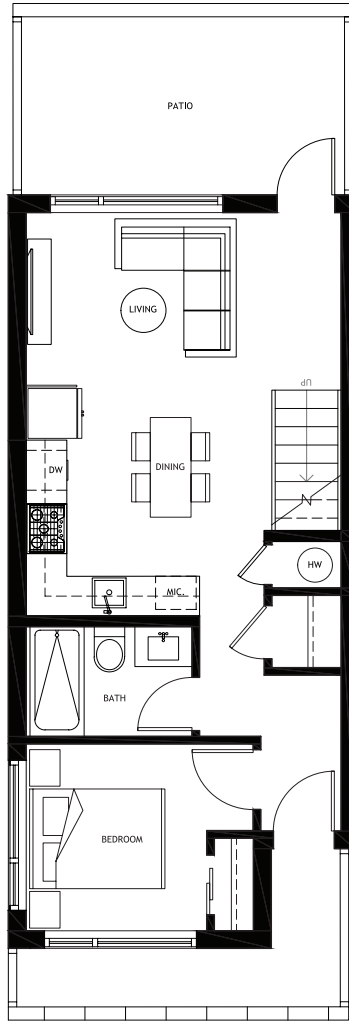 PATIO
LIVING
UP
DINING
DW
HW
MIC.
BATH
BEDROOM